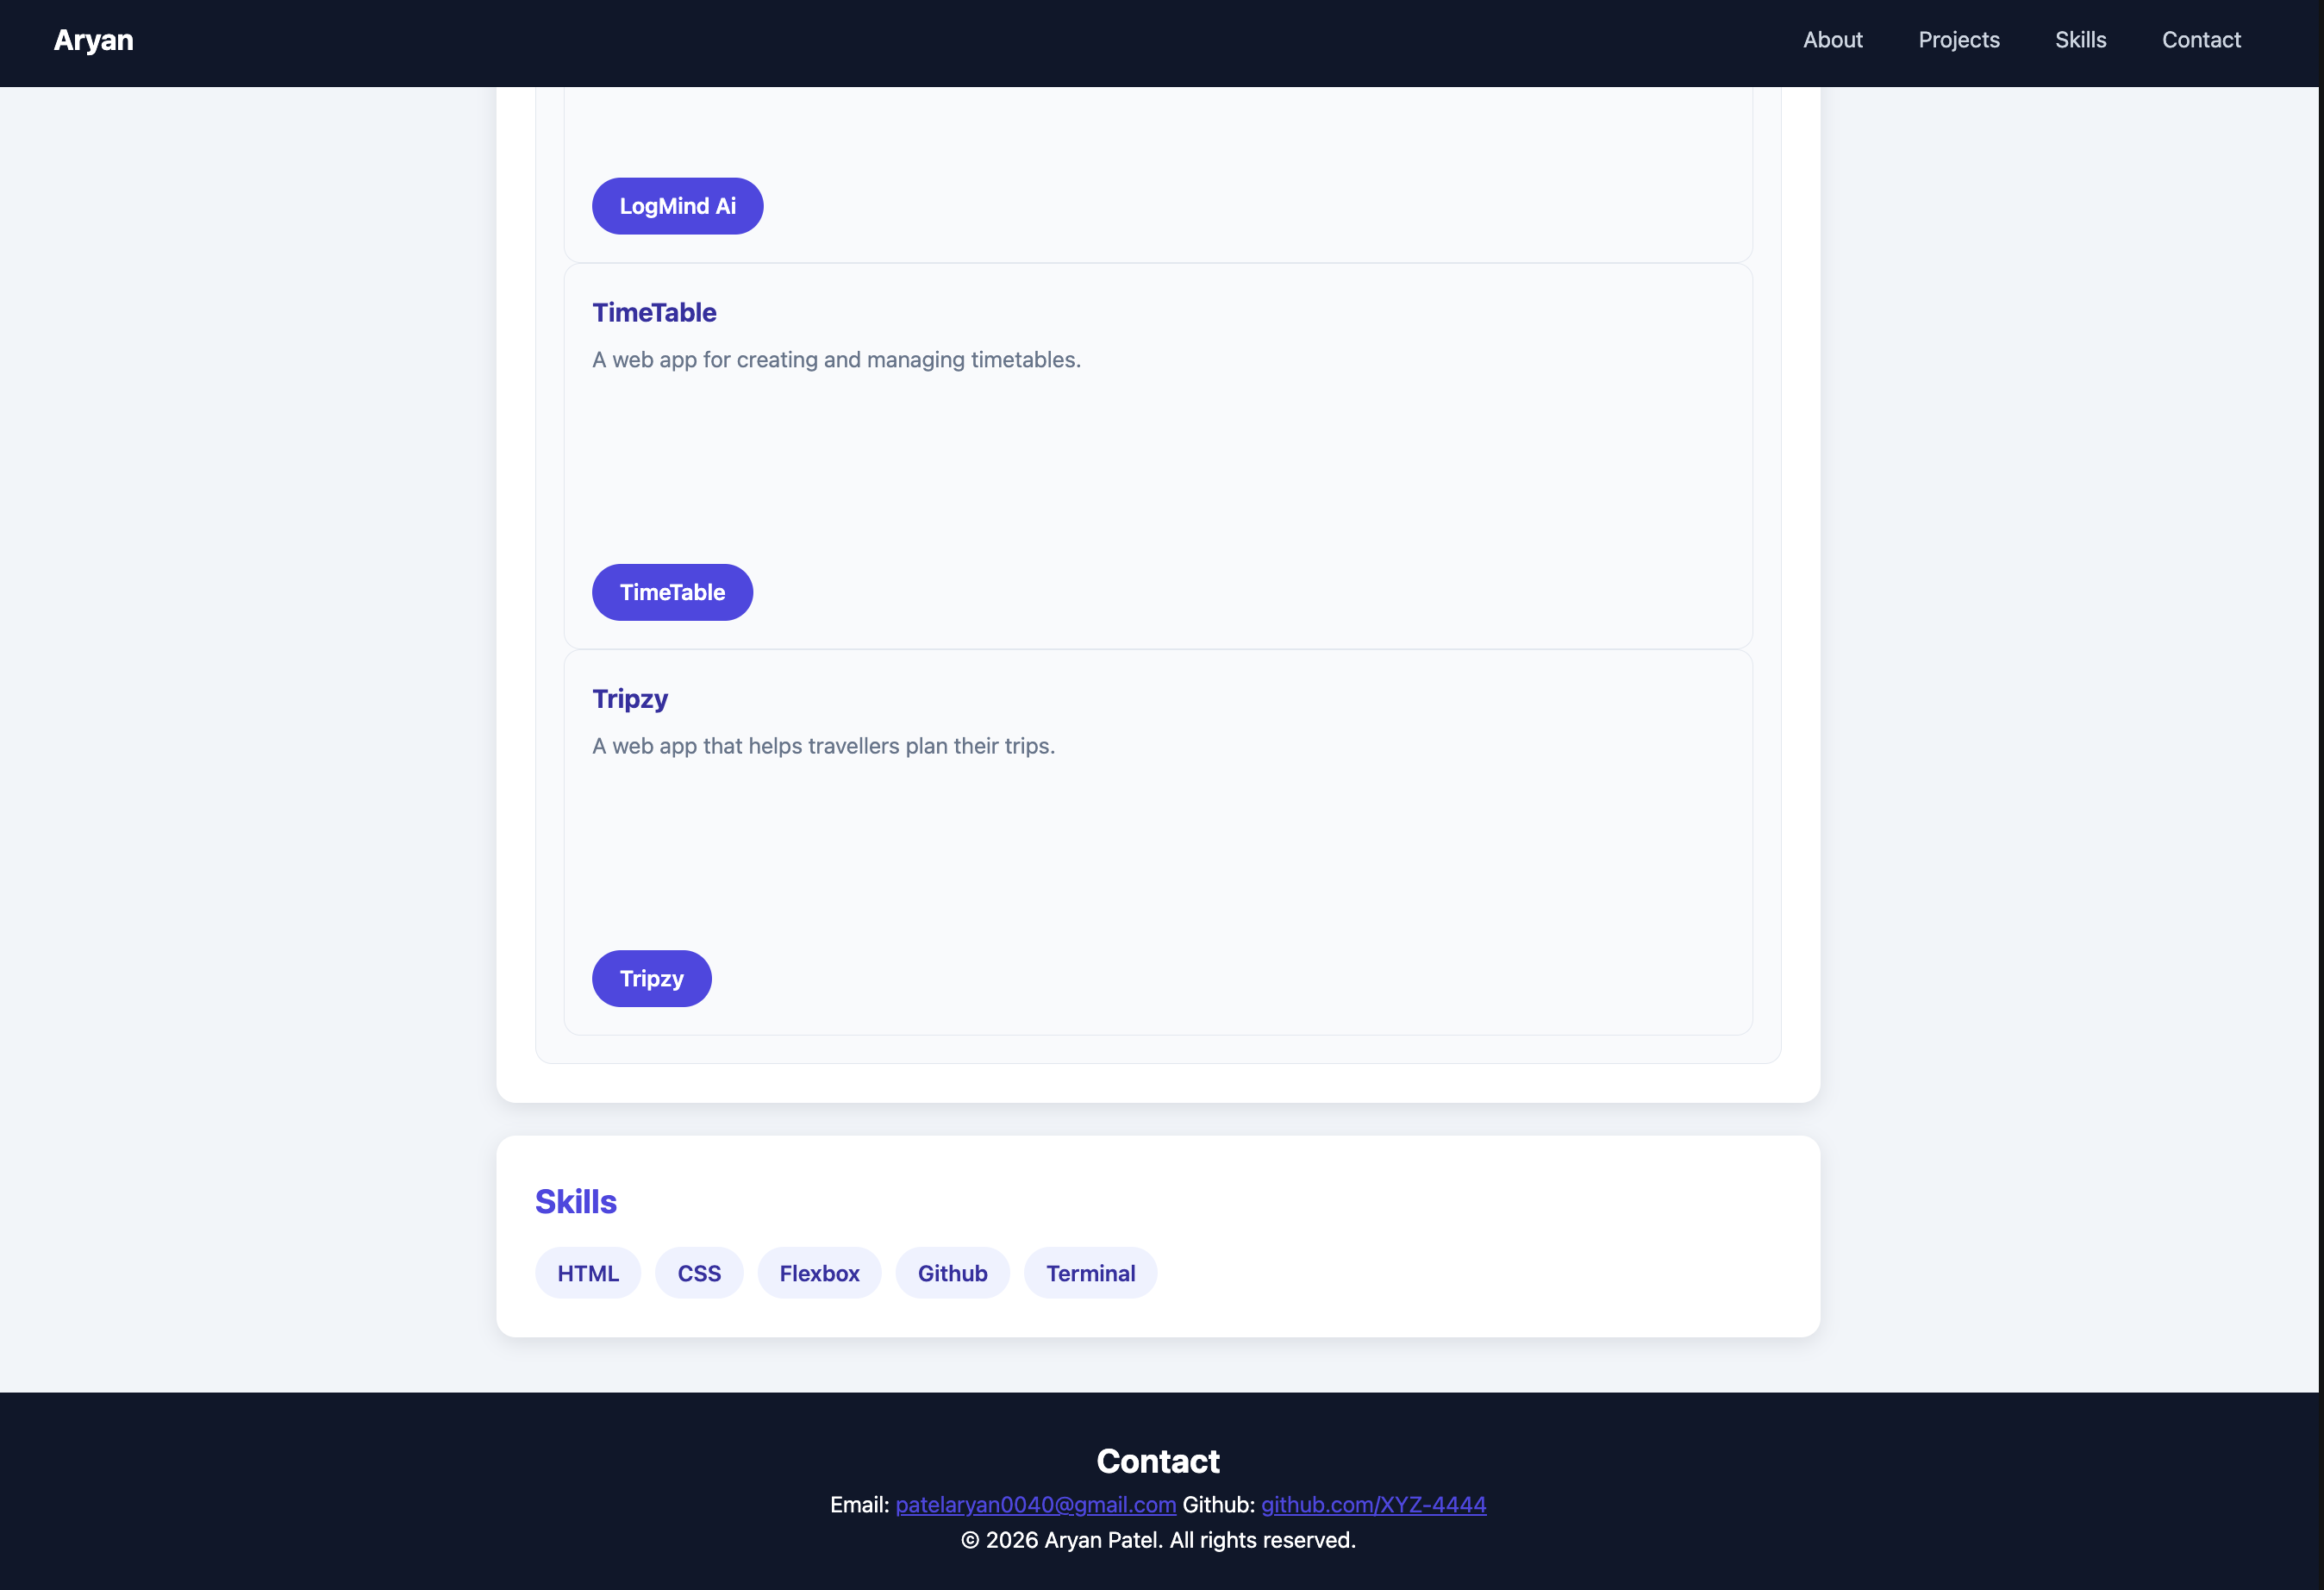 Aryan
About Projects Skills Contact
LogMind Ai
TimeTable
A web app for creating and managing timetables.
TimeTable
Tripzy
A web app that helps travellers plan their trips.
Tripzy
Skills
HTML CSS Flexbox Github Terminal
Contact
Email: patelaryan0040@gmail.com Github: github.com/XYZ-4444
© 2026 Aryan Patel. All rights reserved.